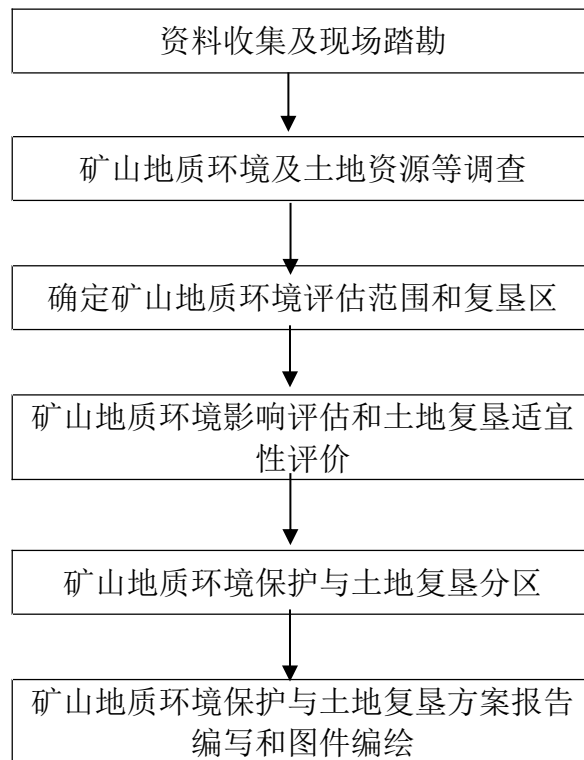 资料收集及现场踏勘
矿山地质环境及土地资源等调查
确定矿山地质环境评估范围和复垦区
矿山地质环境影响评估和土地复垦适宜
性评价
矿山地质环境保护与土地复垦分区
矿山地质环境保护与土地复垦方案报告
编写和图件编绘